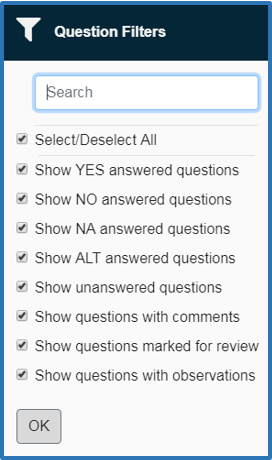 Question Filters
Search
Select/Deselect All
Show YES answered questions
Show NO answered questions
Show NA answered questions
Show ALT answered questions
Show unanswered questions
Show questions with comments
Show questions marked for review
Show questions with observations
OK